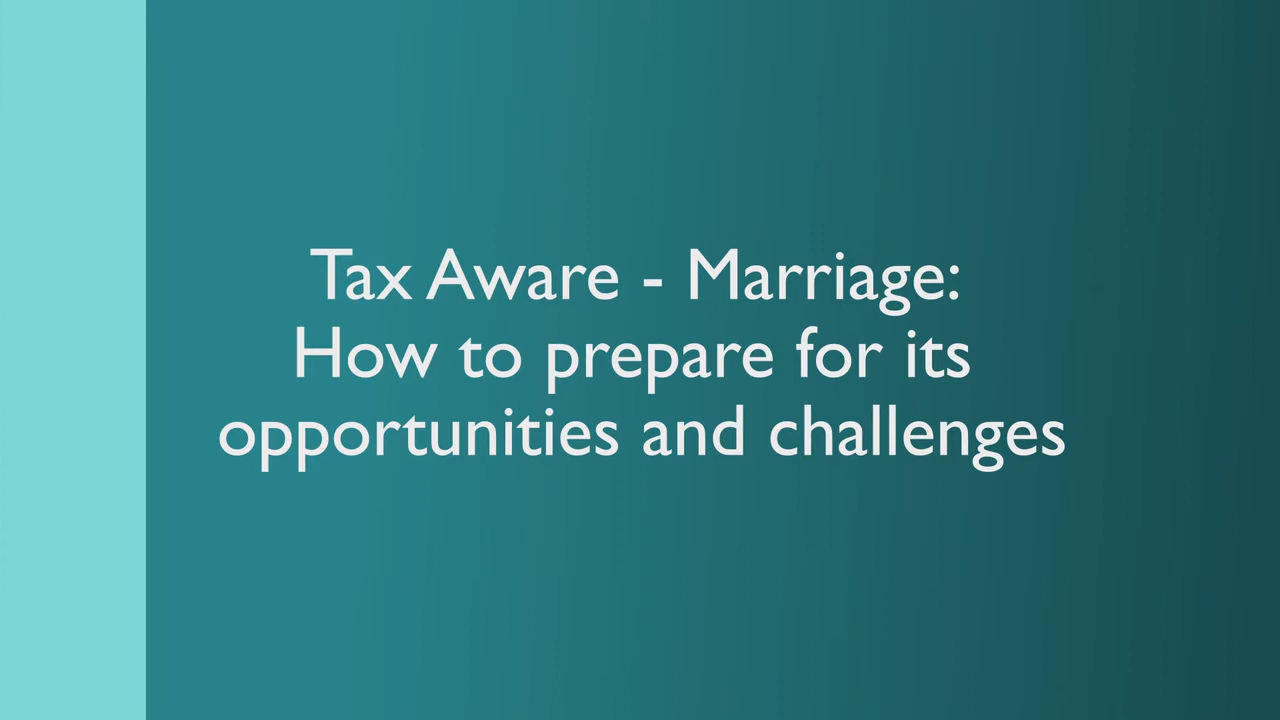 Tax Aware - Marriage:
How to prepare for its
opportunities and challenges